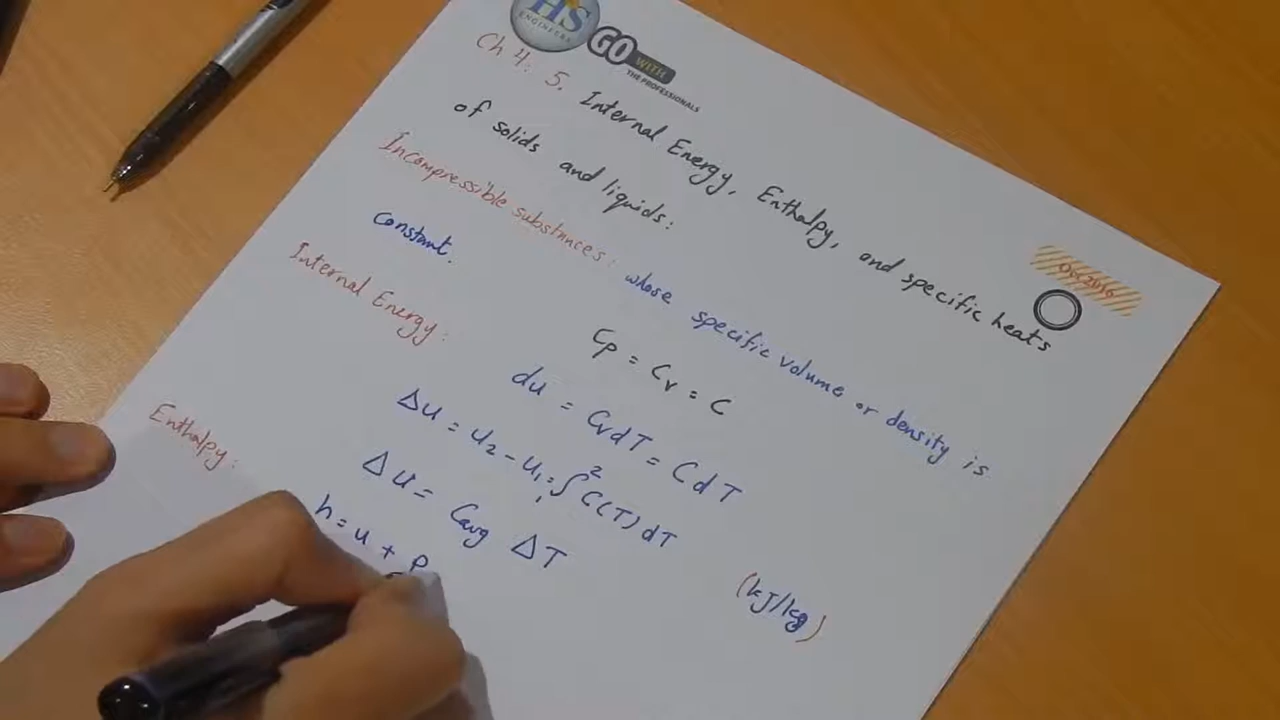 HS
ENGINEERS
GO WITH
THE PROFESSIONALS
Ch 4. 5. Internal Energy, Enthalpy, and specific heats
of solids and liquids:
Incompressible substances: whose specific volume or density is
constant.
Internal Energy:
Cp = Cv = C
du = CvdT = CdT
Δu = u2 - u1 = ∫1^2 C(T)dT
Δu = Cavg ΔT (kJ/kg)
Enthalpy:
h = u + P